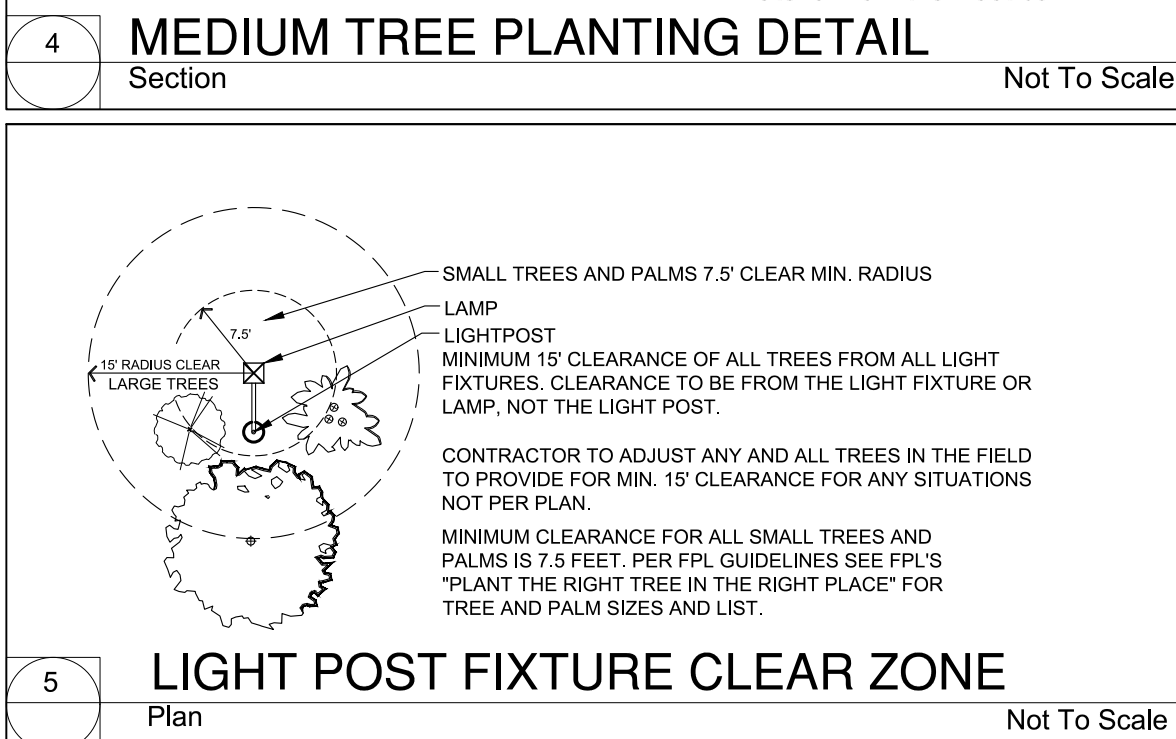 4
MEDIUM TREE PLANTING DETAIL
Section
Not To Scale
SMALL TREES AND PALMS 7.5' CLEAR MIN. RADIUS
LAMP
7.5'
LIGHTPOST
15' RADIUS CLEAR
LARGE TREES
MINIMUM 15' CLEARANCE OF ALL TREES FROM ALL LIGHT
FIXTURES. CLEARANCE TO BE FROM THE LIGHT FIXTURE OR
LAMP, NOT THE LIGHT POST.
CONTRACTOR TO ADJUST ANY AND ALL TREES IN THE FIELD
TO PROVIDE FOR MIN. 15' CLEARANCE FOR ANY SITUATIONS
NOT PER PLAN.
MINIMUM CLEARANCE FOR ALL SMALL TREES AND
PALMS IS 7.5 FEET. PER FPL GUIDELINES SEE FPL'S
"PLANT THE RIGHT TREE IN THE RIGHT PLACE" FOR
TREE AND PALM SIZES AND LIST.
5
LIGHT POST FIXTURE CLEAR ZONE
Plan
Not To Scale